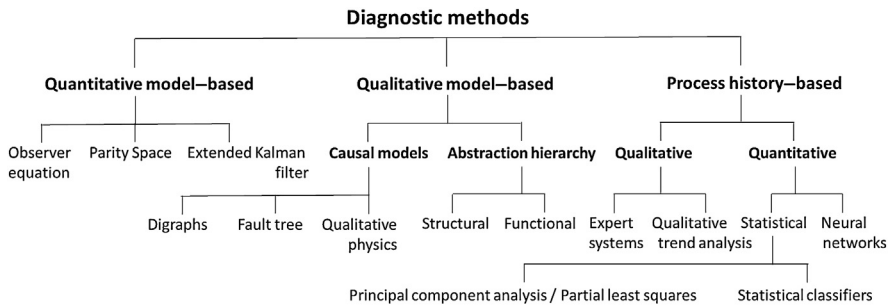 Diagnostic methods
Quantitative model–based
Qualitative model–based
Process history–based
Observer
equation
Parity Space
Extended Kalman
filter
Causal models
Abstraction hierarchy
Qualitative
Quantitative
Digraphs
Fault tree
Qualitative
physics
Structural
Functional
Expert
systems
Qualitative
trend analysis
Statistical
Neural
networks
Principal component analysis / Partial least squares
Statistical classifiers